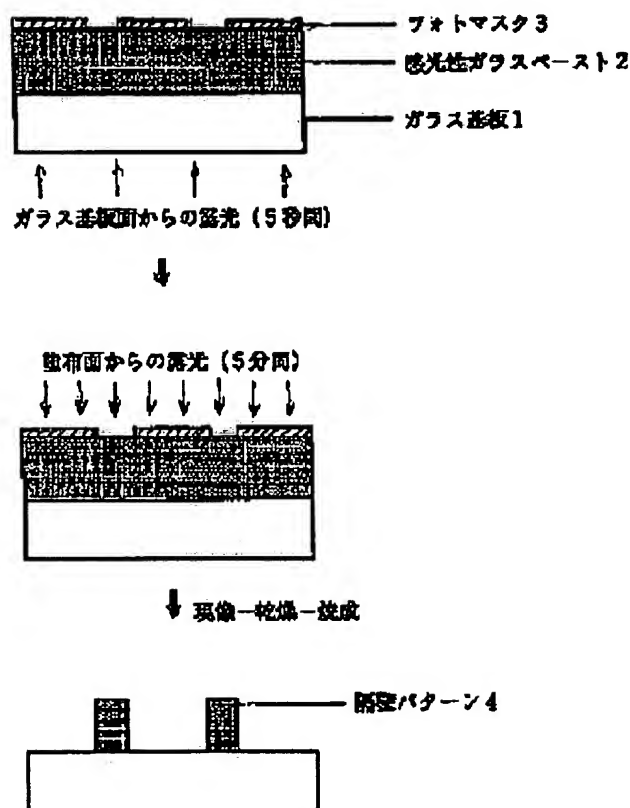 フォトマスク3
感光性ガラスペースト2
ガラス基板1
ガラス基板面からの露光(5秒間)
塗布面からの露光(5分間)
現像-乾燥-焼成
隔壁パターン4